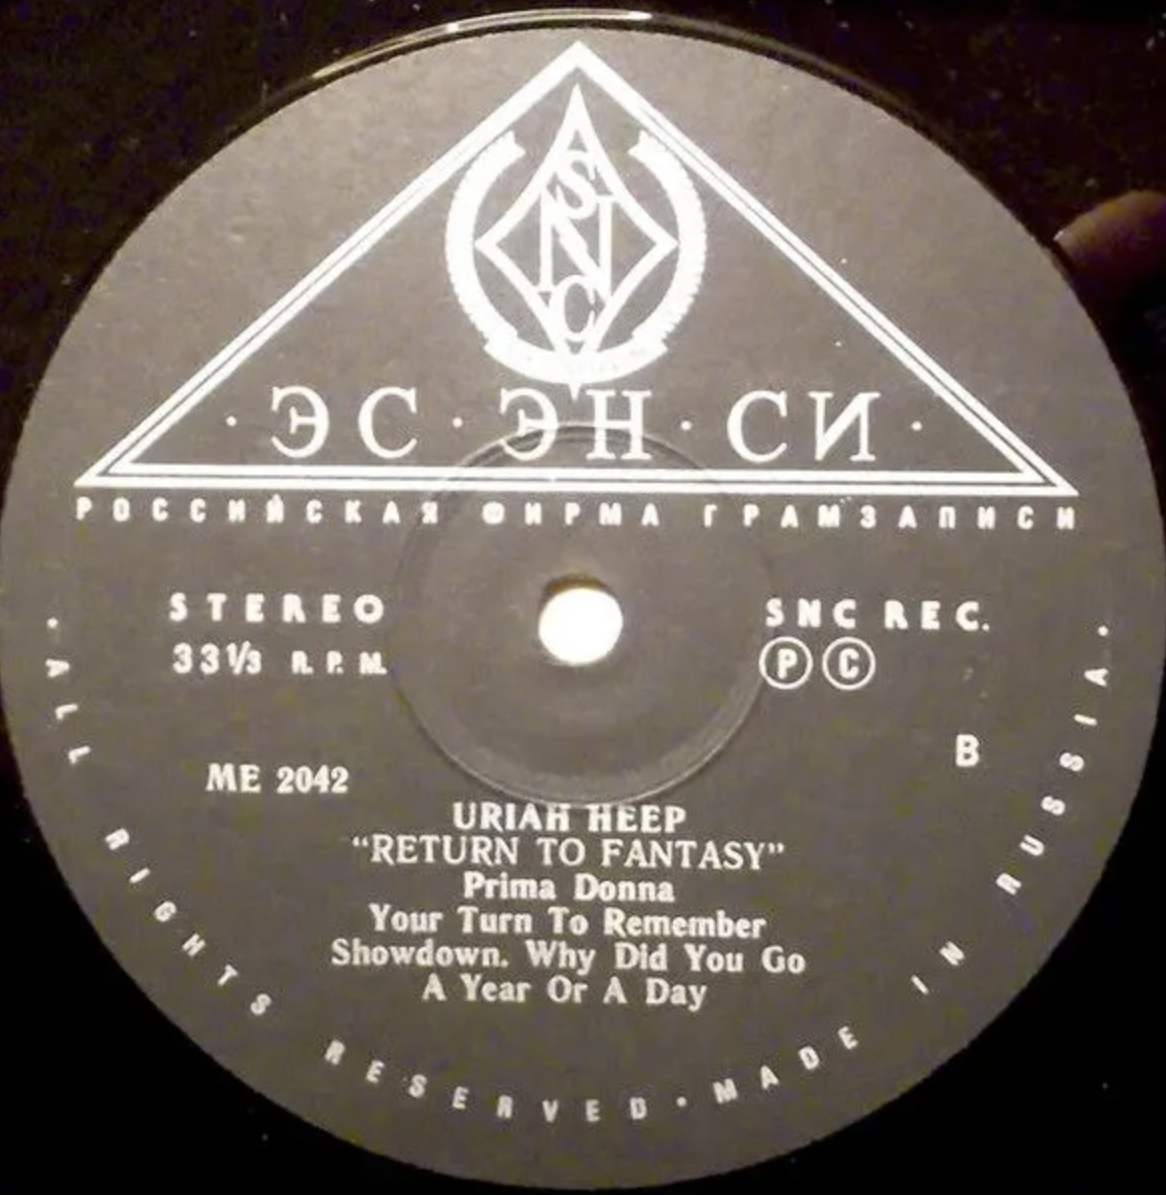 SNC
· ЭС · ЭН · СИ ·
РОССИЙСКАЯ ФИРМА ГРАМЗАПИСИ
STEREO
33 1/3 R.P.M.
SNC REC.
Ⓟ Ⓒ
B
ME 2042
URIAH HEEP
“RETURN TO FANTASY”
Prima Donna
Your Turn To Remember
Showdown. Why Did You Go
A Year Or A Day
· ALL RIGHTS RESERVED · MADE IN RUSSIA ·